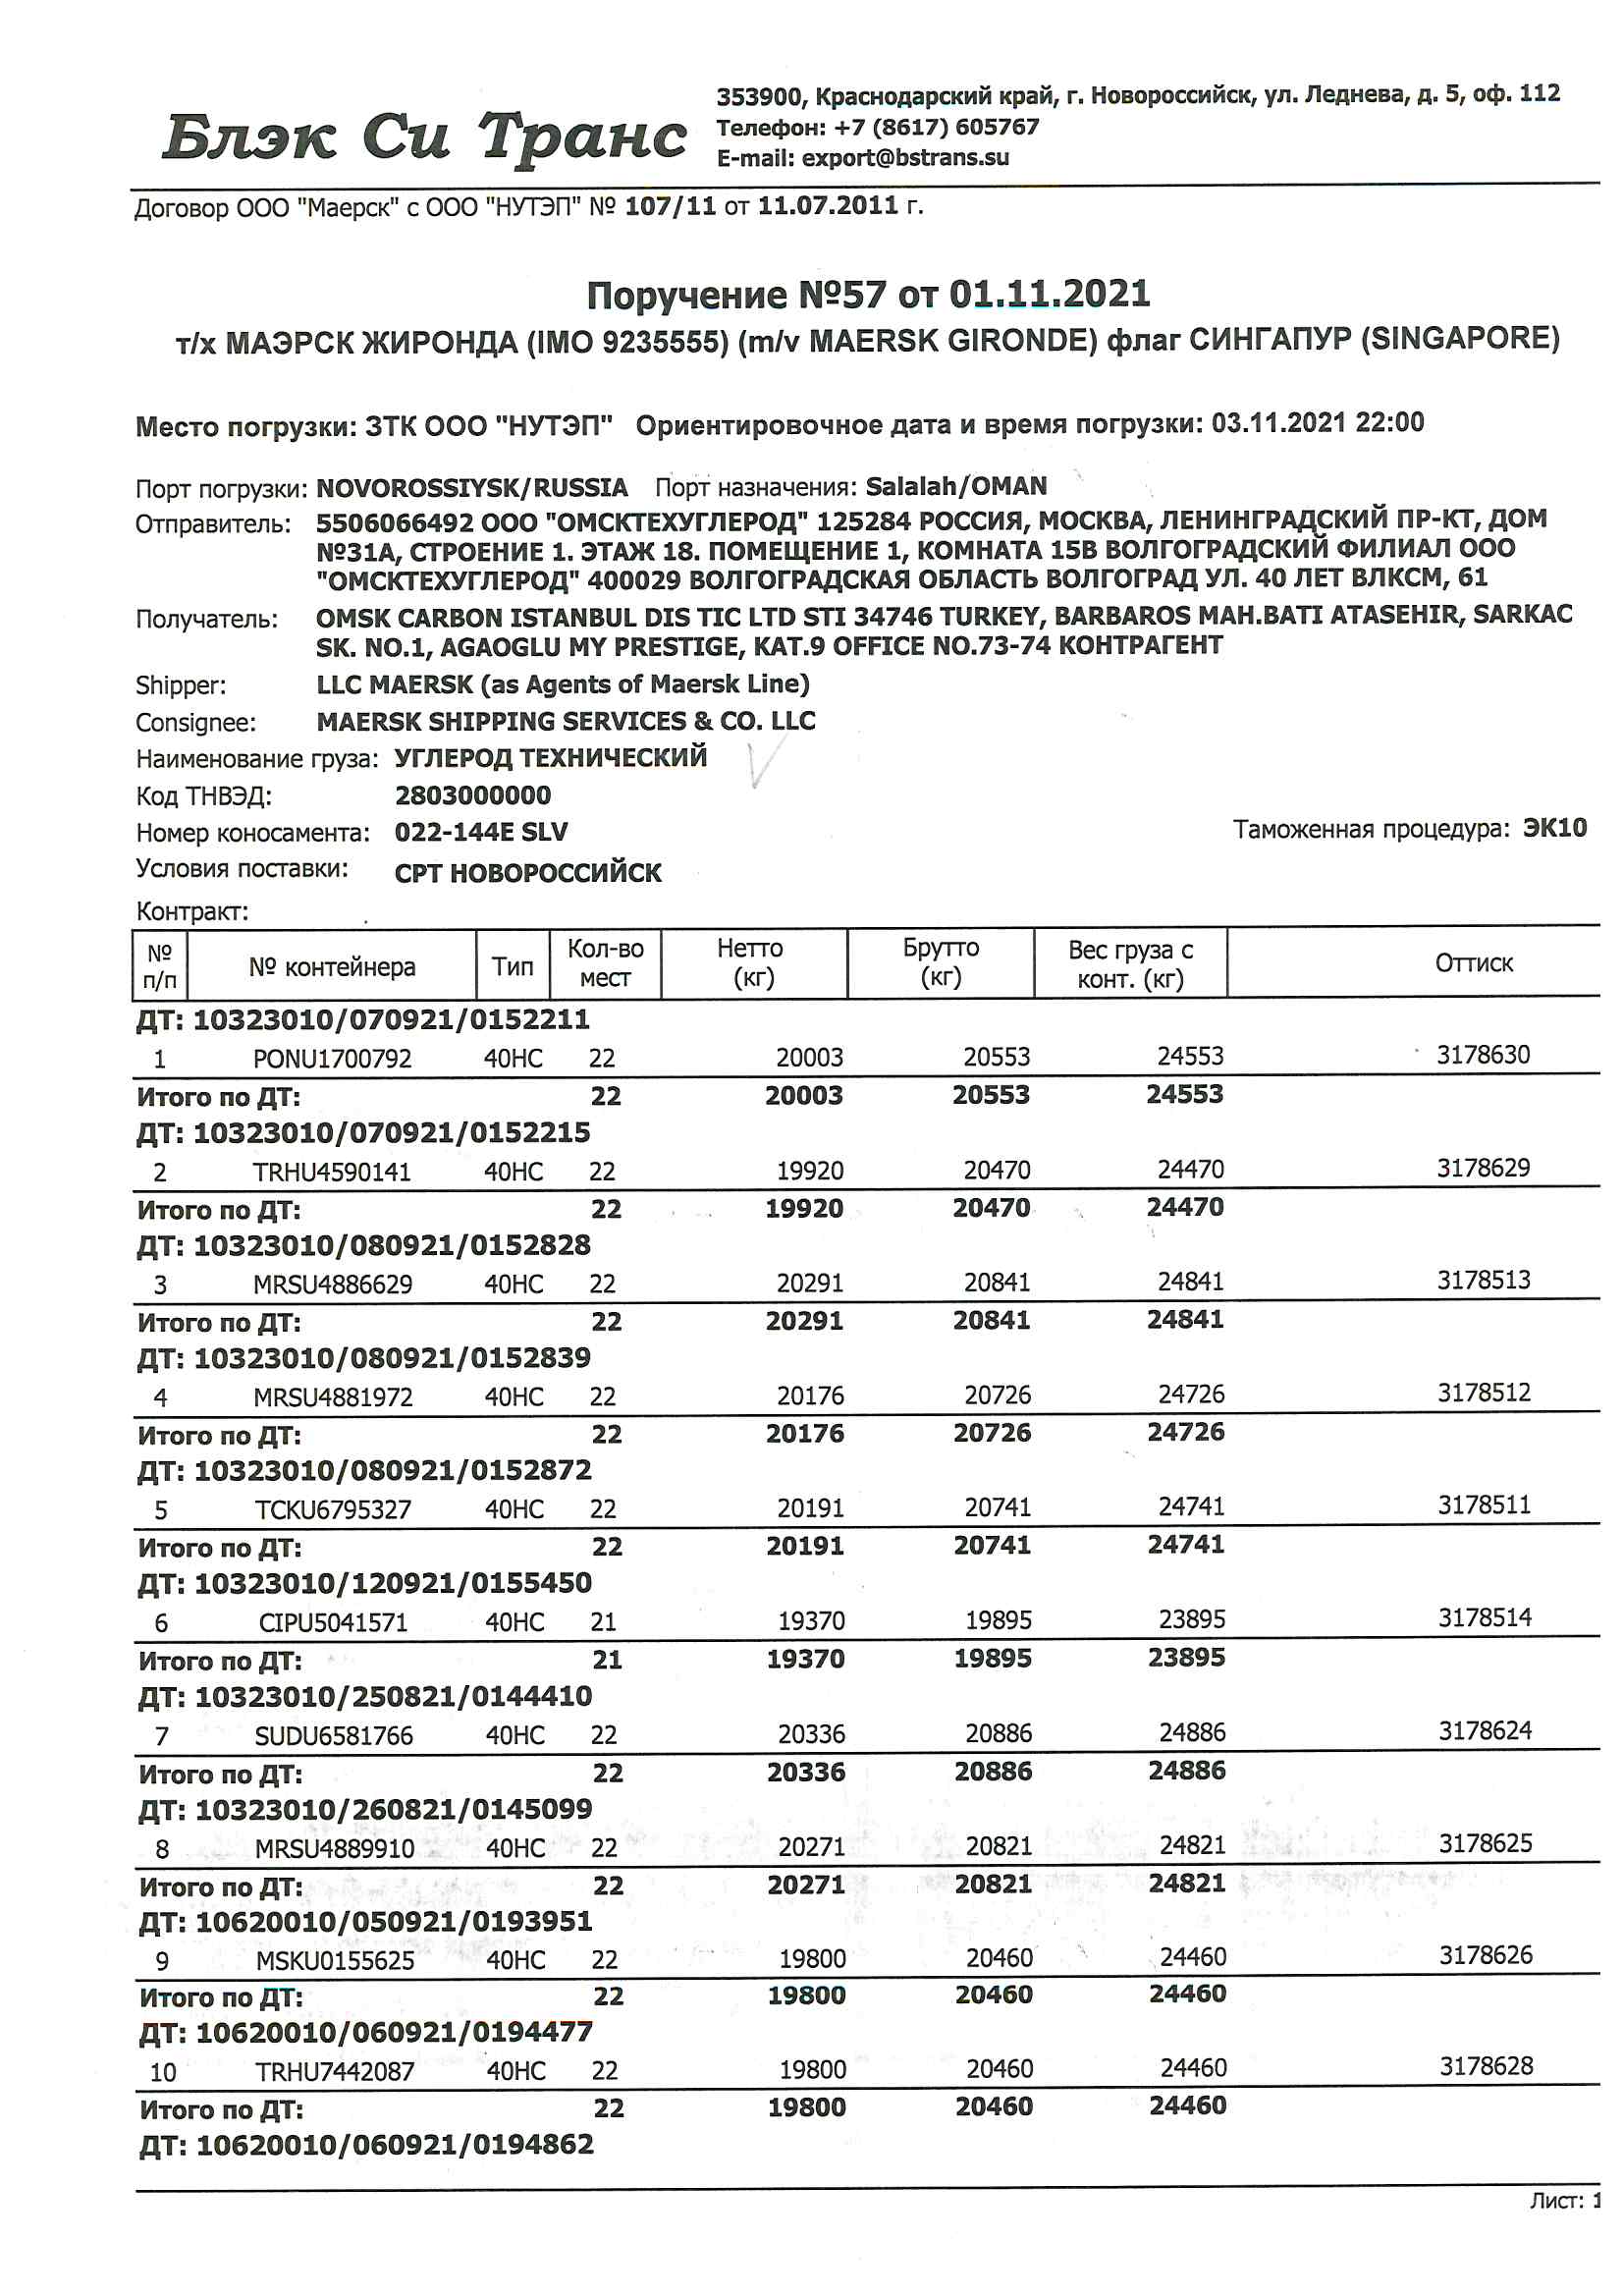 Блэк Си Транс
353900, Краснодарский край, г. Новороссийск, ул. Леднева, д. 5, оф. 112
Телефон: +7 (8617) 605767
E-mail: export@bstrans.su
Договор ООО "Маерск" с ООО "НУТЭП" № 107/11 от 11.07.2011 г.
Поручение №57 от 01.11.2021
т/х МАЭРСК ЖИРОНДА (IMO 9235555) (m/v MAERSK GIRONDE) флаг СИНГАПУР (SINGAPORE)
Место погрузки: ЗТК ООО "НУТЭП" Ориентировочное дата и время погрузки: 03.11.2021 22:00
Порт погрузки: NOVOROSSIYSK/RUSSIA Порт назначения: Salalah/OMAN
Отправитель: 5506066492 ООО "ОМСКТЕХУГЛЕРОД" 125284 РОССИЯ, МОСКВА, ЛЕНИНГРАДСКИЙ ПР-КТ, ДОМ
№31А, СТРОЕНИЕ 1. ЭТАЖ 18. ПОМЕЩЕНИЕ 1, КОМНАТА 15В ВОЛГОГРАДСКИЙ ФИЛИАЛ ООО
"ОМСКТЕХУГЛЕРОД" 400029 ВОЛГОГРАДСКАЯ ОБЛАСТЬ ВОЛГОГРАД УЛ. 40 ЛЕТ ВЛКСМ, 61
Получатель: OMSK CARBON ISTANBUL DIS TIC LTD STI 34746 TURKEY, BARBAROS MAH.BATI ATASEHIR, SARKAC
SK. NO.1, AGAOGLU MY PRESTIGE, KAT.9 OFFICE NO.73-74 КОНТРАГЕНТ
Shipper: LLC MAERSK (as Agents of Maersk Line)
Consignee: MAERSK SHIPPING SERVICES & CO. LLC
Наименование груза: УГЛЕРОД ТЕХНИЧЕСКИЙ
Код ТНВЭД: 2803000000
Номер коносамента: 022-144E SLV Таможенная процедура: ЭК10
Условия поставки: CPT НОВОРОССИЙСК
Контракт:
№ п/п № контейнера Тип Кол-во мест Нетто (кг) Брутто (кг) Вес груза с конт. (кг) Оттиск
ДТ: 10323010/070921/0152211
1 PONU1700792 40HC 22 20003 20553 24553 3178630
Итого по ДТ: 22 20003 20553 24553
ДТ: 10323010/070921/0152215
2 TRHU4590141 40HC 22 19920 20470 24470 3178629
Итого по ДТ: 22 19920 20470 24470
ДТ: 10323010/080921/0152828
3 MRSU4886629 40HC 22 20291 20841 24841 3178513
Итого по ДТ: 22 20291 20841 24841
ДТ: 10323010/080921/0152839
4 MRSU4881972 40HC 22 20176 20726 24726 3178512
Итого по ДТ: 22 20176 20726 24726
ДТ: 10323010/080921/0152872
5 TCKU6795327 40HC 22 20191 20741 24741 3178511
Итого по ДТ: 22 20191 20741 24741
ДТ: 10323010/120921/0155450
6 CIPU5041571 40HC 21 19370 19895 23895 3178514
Итого по ДТ: 21 19370 19895 23895
ДТ: 10323010/250821/0144410
7 SUDU6581766 40HC 22 20336 20886 24886 3178624
Итого по ДТ: 22 20336 20886 24886
ДТ: 10323010/260821/0145099
8 MRSU4889910 40HC 22 20271 20821 24821 3178625
Итого по ДТ: 22 20271 20821 24821
ДТ: 10620010/050921/0193951
9 MSKU0155625 40HC 22 19800 20460 24460 3178626
Итого по ДТ: 22 19800 20460 24460
ДТ: 10620010/060921/0194477
10 TRHU7442087 40HC 22 19800 20460 24460 3178628
Итого по ДТ: 22 19800 20460 24460
ДТ: 10620010/060921/0194862
Лист: 1